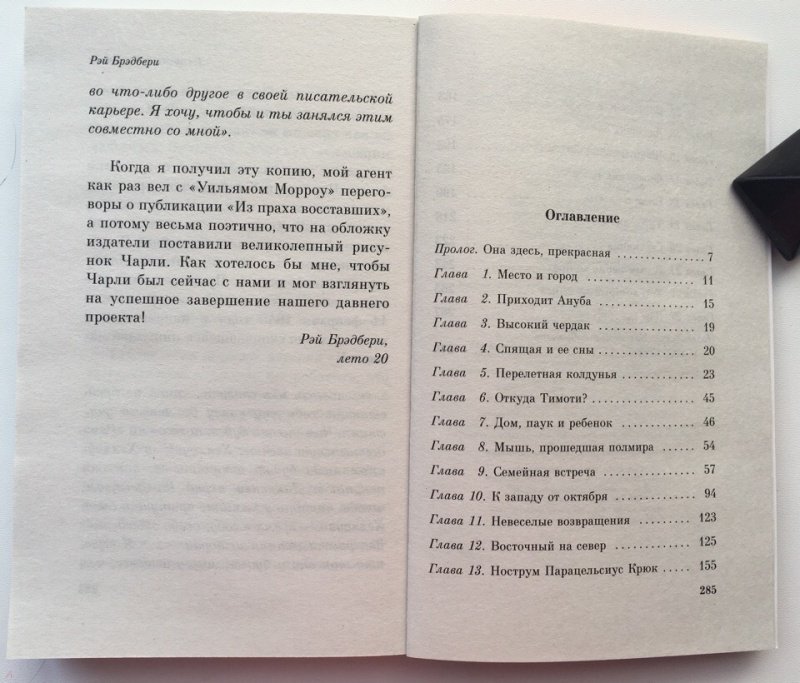 Рэй Брэдбери
во что-либо другое в своей писательской
карьере. Я хочу, чтобы и ты занялся этим
совместно со мной».
Когда я получил эту копию, мой агент
как раз вел с «Уильямом Морроу» перего-
воры о публикации «Из праха восставших»,
а потому весьма поэтично, что на обложку
издатели поставили великолепный рису-
нок Чарли. Как хотелось бы мне, чтобы
Чарли был сейчас с нами и мог взглянуть
на успешное завершение нашего давнего
проекта!
Рэй Брэдбери,
лето 20
Оглавление
Пролог. Она здесь, прекрасная ............... 7
Глава 1. Место и город ..................... 11
Глава 2. Приходит Ануба .................. 15
Глава 3. Высокий чердак .................. 19
Глава 4. Спящая и ее сны ................. 20
Глава 5. Перелетная колдунья .............. 23
Глава 6. Откуда Тимоти? .................. 45
Глава 7. Дом, паук и ребенок .............. 46
Глава 8. Мышь, прошедшая полмира ........ 54
Глава 9. Семейная встреча ................. 57
Глава 10. К западу от октября .............. 94
Глава 11. Невеселые возвращения .......... 123
Глава 12. Восточный на север .............. 125
Глава 13. Нострум Парацельсиус Крюк ..... 155
285